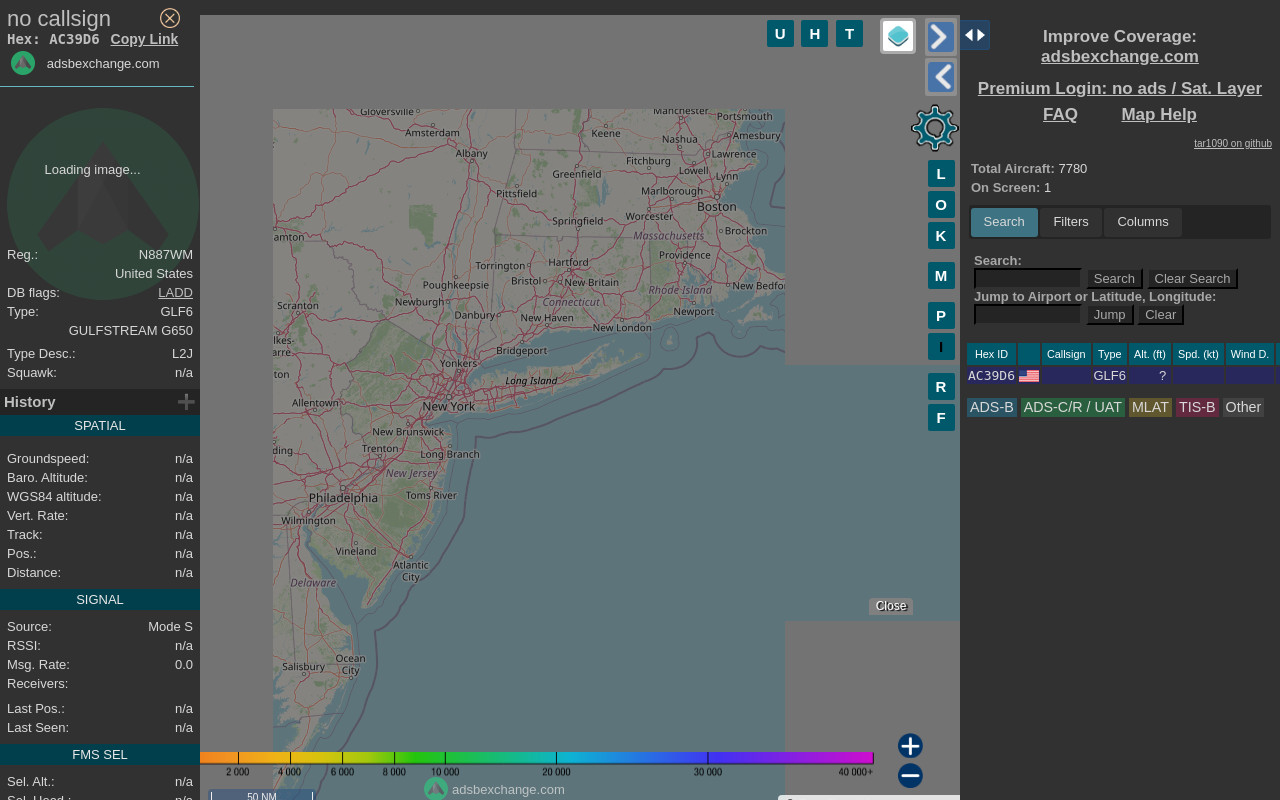 no callsign
Hex: AC39D6 Copy Link
adsbexchange.com
Loading image...
Reg.: N887WM
United States
DB flags: LADD
Type: GLF6
GULFSTREAM G650
Type Desc.: L2J
Squawk: n/a
History
SPATIAL
Groundspeed: n/a
Baro. Altitude: n/a
WGS84 altitude: n/a
Vert. Rate: n/a
Track: n/a
Pos.: n/a
Distance: n/a
SIGNAL
Source: Mode S
RSSI: n/a
Msg. Rate: 0.0
Receivers:
Last Pos.: n/a
Last Seen: n/a
FMS SEL
Sel. Alt.: n/a
Sel. Head.: n/a
U H T
L
O
K
M
P
I
R
F
Gloversville
Manchester
Portsmouth
Amsterdam
Keene
Nashua
Amesbury
Albany
Fitchburg
Lawrence
Greenfield
Lowell
Lynn
Pittsfield
Marlborough
Boston
Springfield
Worcester
amton
Massachusetts
Brockton
Torrington
Hartford
Providence
Poughkeepsie
Bristol
New Britain
Rhode Island
New Bedfor
Scranton
Newburgh
Connecticut
Danbury
New Haven
Newport
New London
lkes-
arre
Bridgeport
Yonkers
ton
Long Island
Allentown
New York
New Brunswick
ding
Trenton
Long Branch
New Jersey
Philadelphia
Toms River
Wilmington
Vineland
Atlantic
City
Delaware
Salisbury
Ocean
City
Close
2 000 4 000 6 000 8 000 10 000 20 000 30 000 40 000+
adsbexchange.com
50 NM
Improve Coverage:
adsbexchange.com
Premium Login: no ads / Sat. Layer
FAQ Map Help
tar1090 on github
Total Aircraft: 7780
On Screen: 1
Search Filters Columns
Search:
Search Clear Search
Jump to Airport or Latitude, Longitude:
Jump Clear
Hex ID Callsign Type Alt. (ft) Spd. (kt) Wind D.
AC39D6 GLF6 ?
ADS-B ADS-C/R / UAT MLAT TIS-B Other